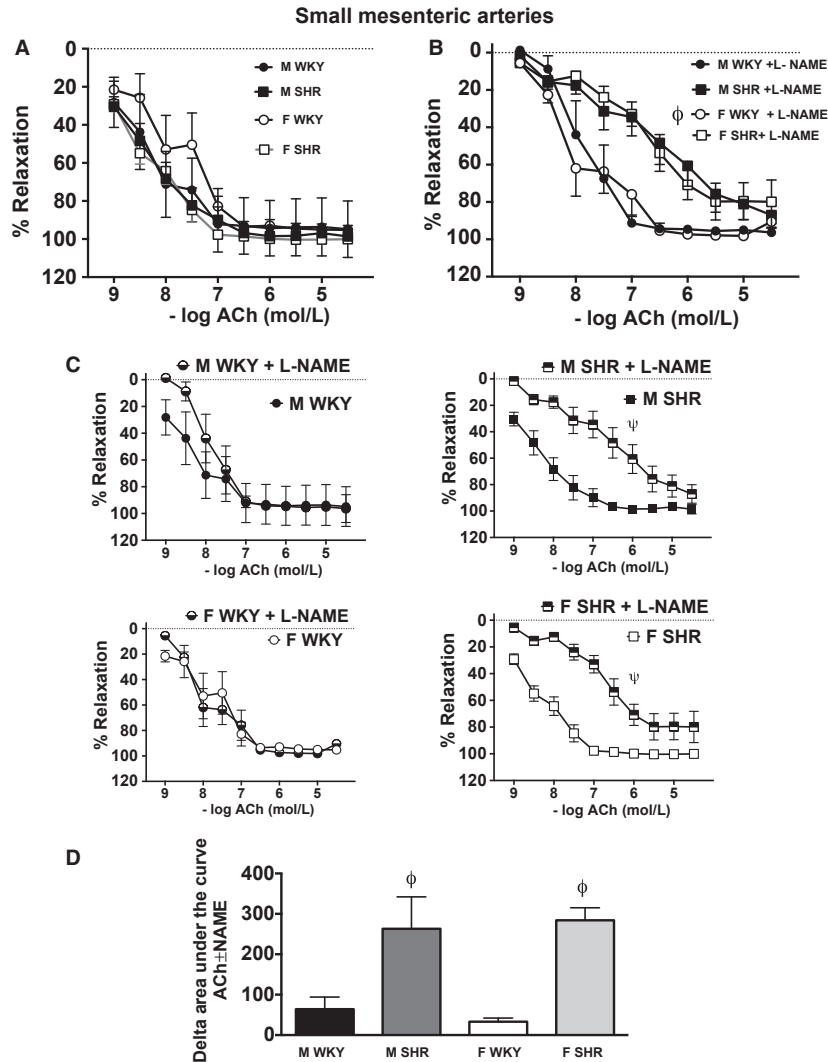 Small mesenteric arteries
A
0
20
40
60
80
100
120
% Relaxation
9 8 7 6 5
- log ACh (mol/L)
M WKY
M SHR
F WKY
F SHR
B
0
20
40
60
80
100
120
% Relaxation
9 8 7 6 5
- log ACh (mol/L)
M WKY +L- NAME
M SHR +L-NAME
ϕ F WKY + L-NAME
F SHR+ L-NAME
C
M WKY + L-NAME
M WKY
0
20
40
60
80
100
120
% Relaxation
9 8 7 6 5
- log ACh (mol/L)
M SHR + L-NAME
M SHR
ψ
0
20
40
60
80
100
120
% Relaxation
9 8 7 6 5
- log ACh (mol/L)
F WKY + L-NAME
F WKY
0
20
40
60
80
100
120
% Relaxation
9 8 7 6 5
- log ACh (mol/L)
F SHR + L-NAME
F SHR
ψ
0
20
40
60
80
100
120
% Relaxation
9 8 7 6 5
- log ACh (mol/L)
D
Delta area under the curve
ACh±NAME
400
300
200
100
0
ϕ
ϕ
M WKY M SHR F WKY F SHR